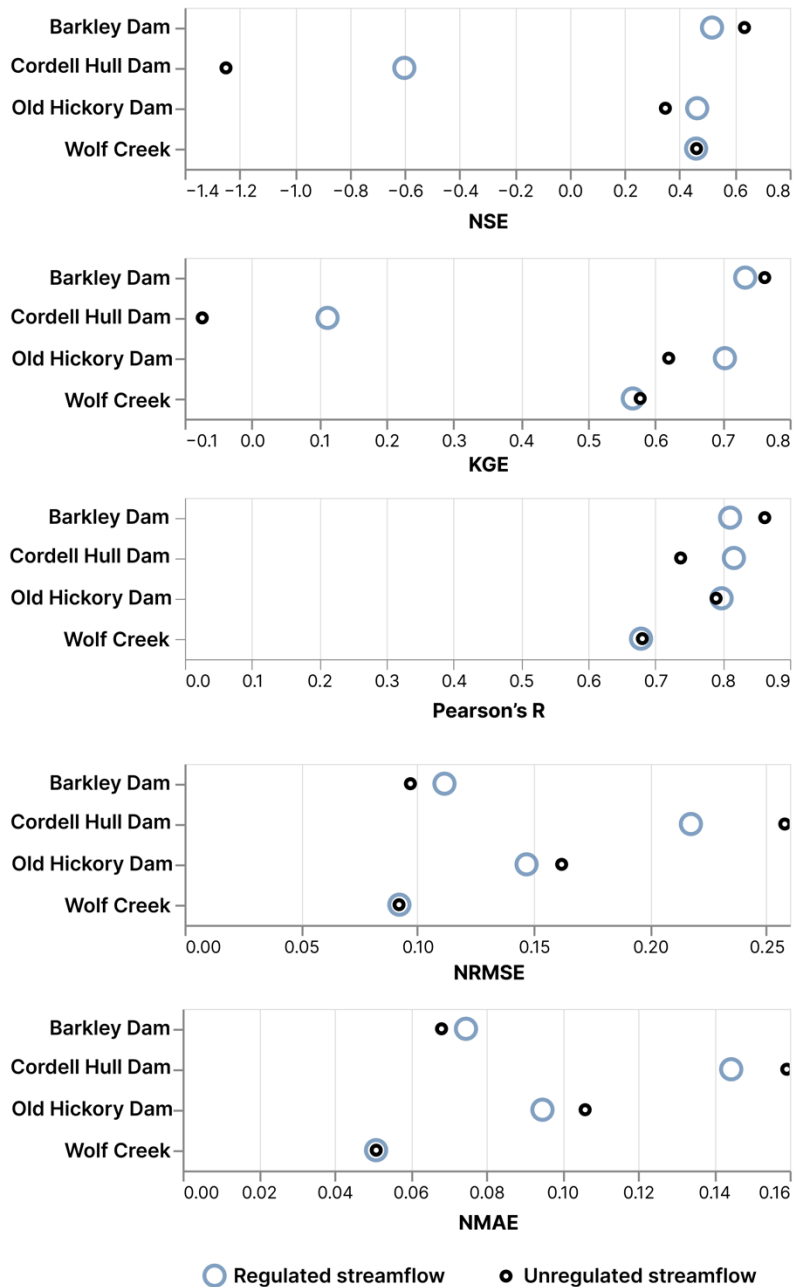 Barkley Dam
Cordell Hull Dam
Old Hickory Dam
Wolf Creek
−1.4 −1.2 −1.0 −0.8 −0.6 −0.4 −0.2 0.0 0.2 0.4 0.6 0.8
NSE
Barkley Dam
Cordell Hull Dam
Old Hickory Dam
Wolf Creek
−0.1 0.0 0.1 0.2 0.3 0.4 0.5 0.6 0.7 0.8
KGE
Barkley Dam
Cordell Hull Dam
Old Hickory Dam
Wolf Creek
0.0 0.1 0.2 0.3 0.4 0.5 0.6 0.7 0.8 0.9
Pearson’s R
Barkley Dam
Cordell Hull Dam
Old Hickory Dam
Wolf Creek
0.00 0.05 0.10 0.15 0.20 0.25
NRMSE
Barkley Dam
Cordell Hull Dam
Old Hickory Dam
Wolf Creek
0.00 0.02 0.04 0.06 0.08 0.10 0.12 0.14 0.16
NMAE
Regulated streamflow Unregulated streamflow